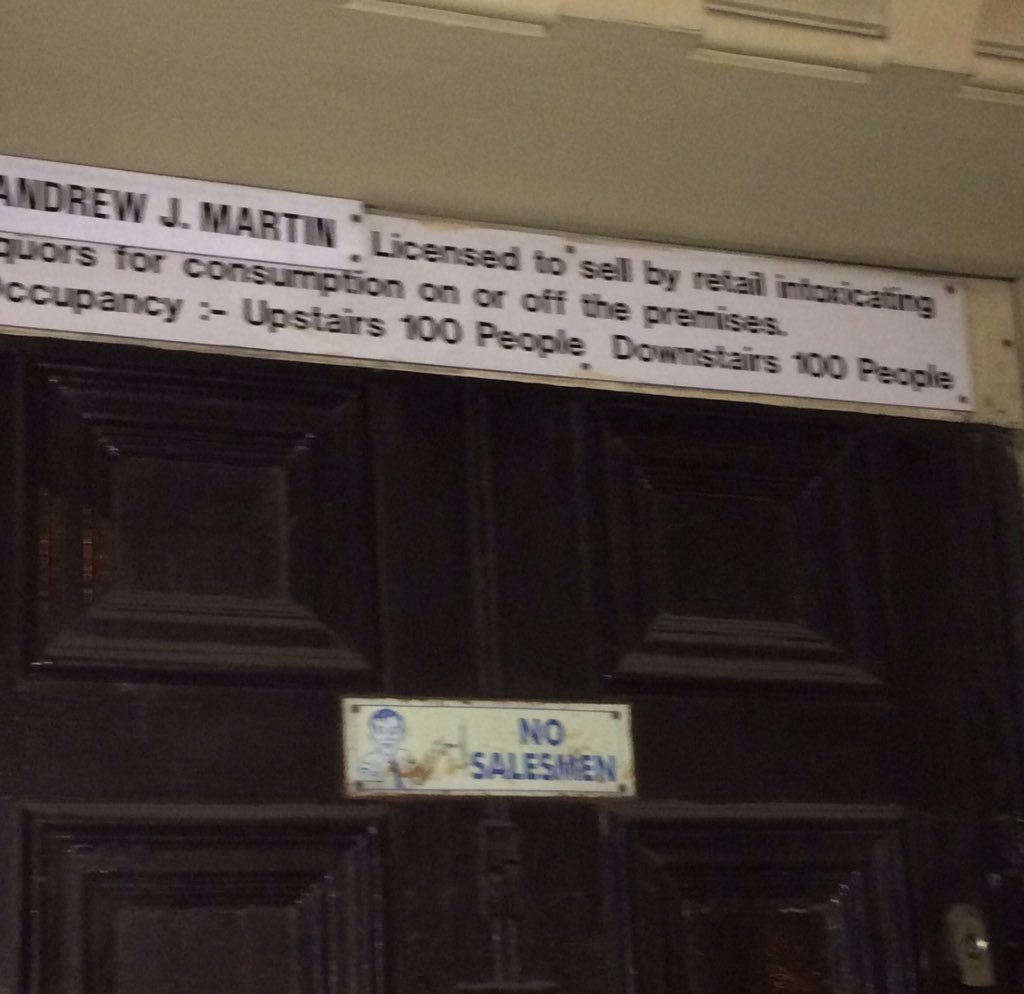 ANDREW J. MARTIN Licensed to sell by retail intoxicating
quors for consumption on or off the premises.
ccupancy :- Upstairs 100 People Downstairs 100 People
NO
SALESMEN